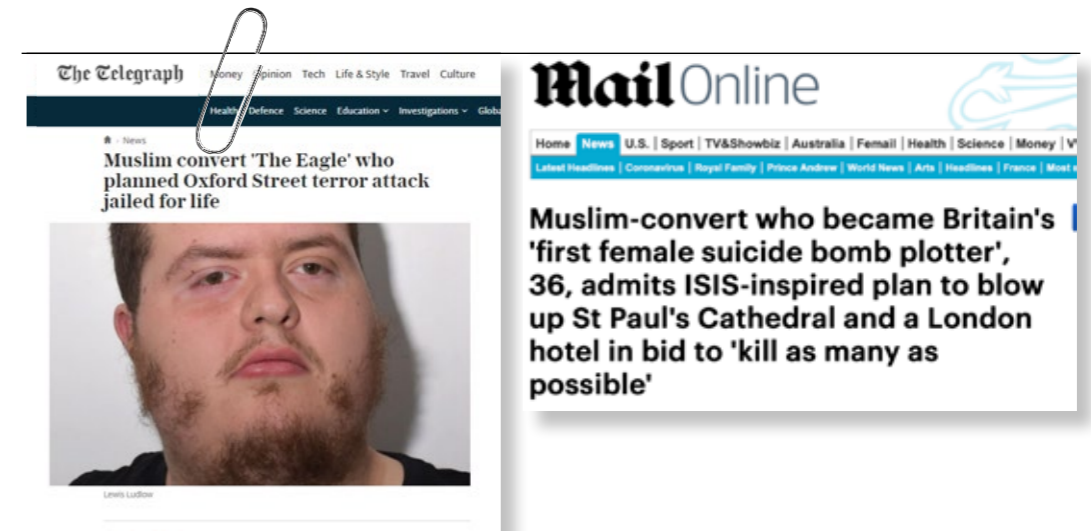 The Telegraph
Money Opinion Tech Life & Style Travel Culture
Health Defence Science Education Investigations
News
Muslim convert 'The Eagle' who
planned Oxford Street terror attack
jailed for life
Lewis Ludlow
Mail Online
Home News U.S. Sport TV&Showbiz Australia Femail Health Science Money
Latest Headlines Coronavirus Royal Family Prince Andrew World News Arts Headlines France Most
Muslim-convert who became Britain's
'first female suicide bomb plotter',
36, admits ISIS-inspired plan to blow
up St Paul's Cathedral and a London
hotel in bid to 'kill as many as
possible'